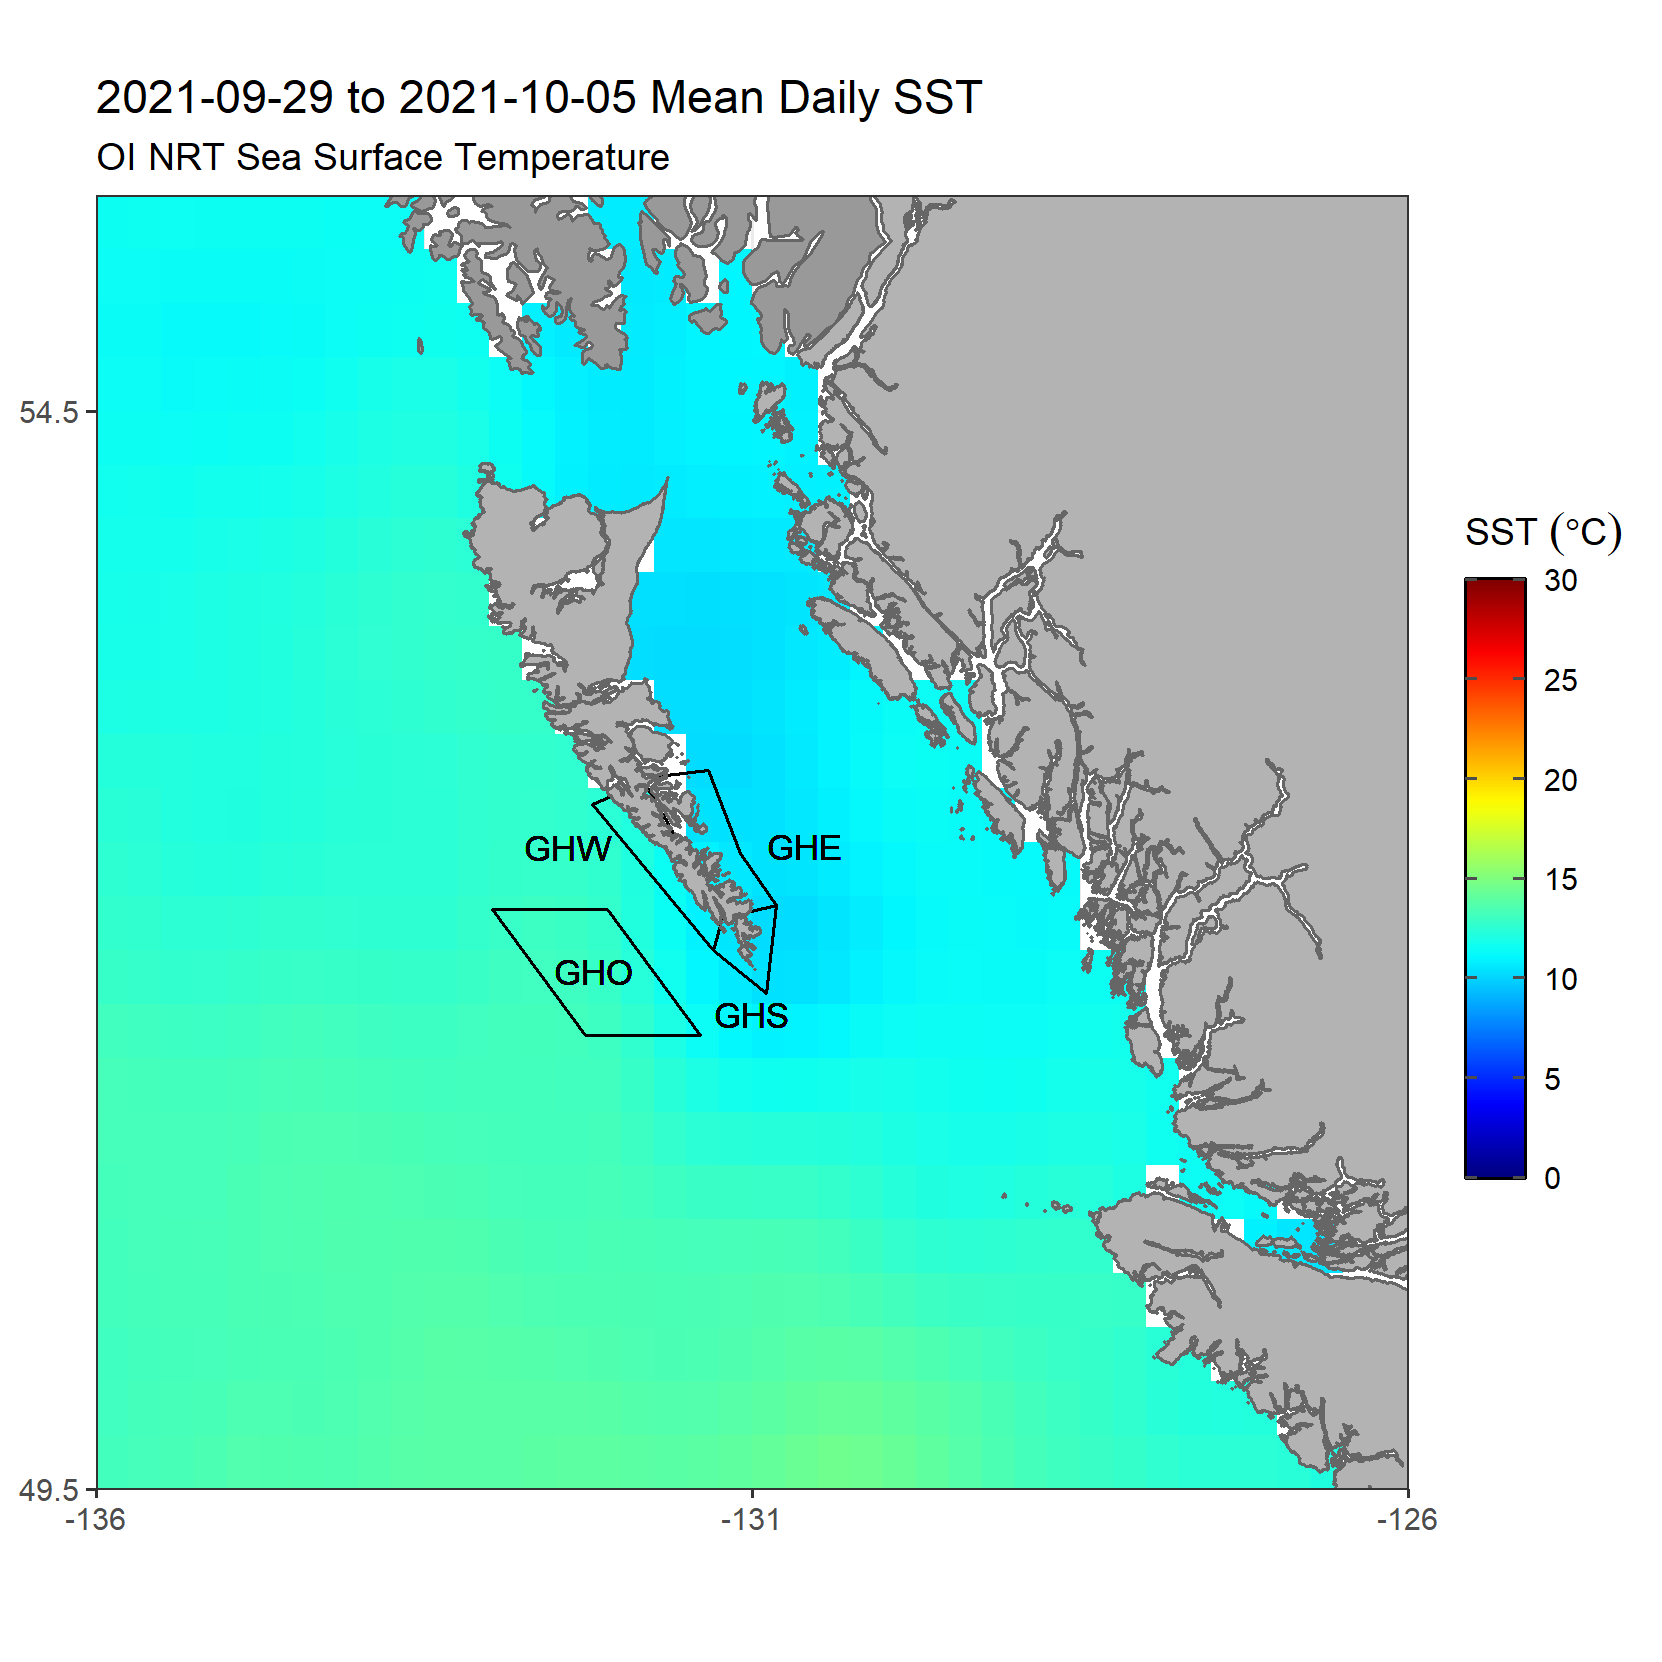 2021-09-29 to 2021-10-05 Mean Daily SST
OI NRT Sea Surface Temperature
54.5
49.5
-136
-131
-126
GHW
GHE
GHO
GHS
SST (°C)
30
25
20
15
10
5
0